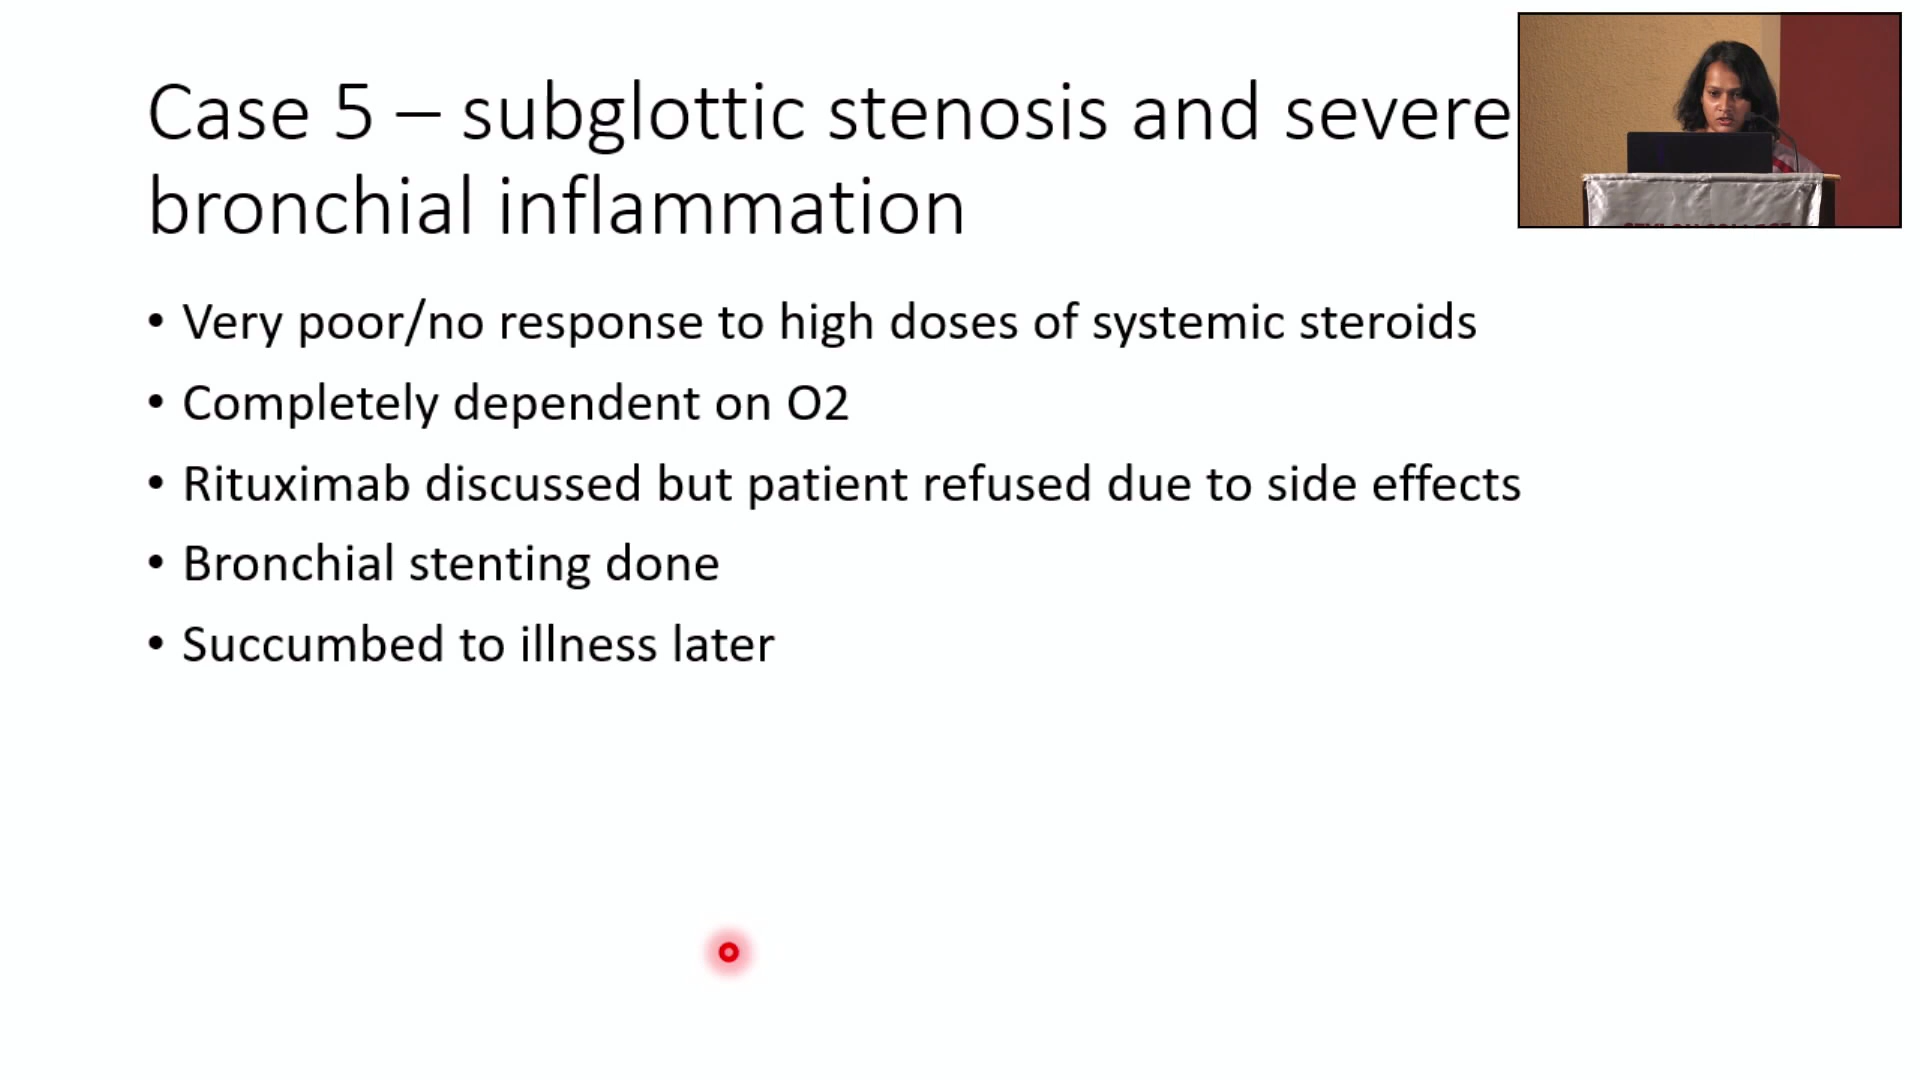 Case 5 – subglottic stenosis and severe
bronchial inflammation
• Very poor/no response to high doses of systemic steroids
• Completely dependent on O2
• Rituximab discussed but patient refused due to side effects
• Bronchial stenting done
• Succumbed to illness later